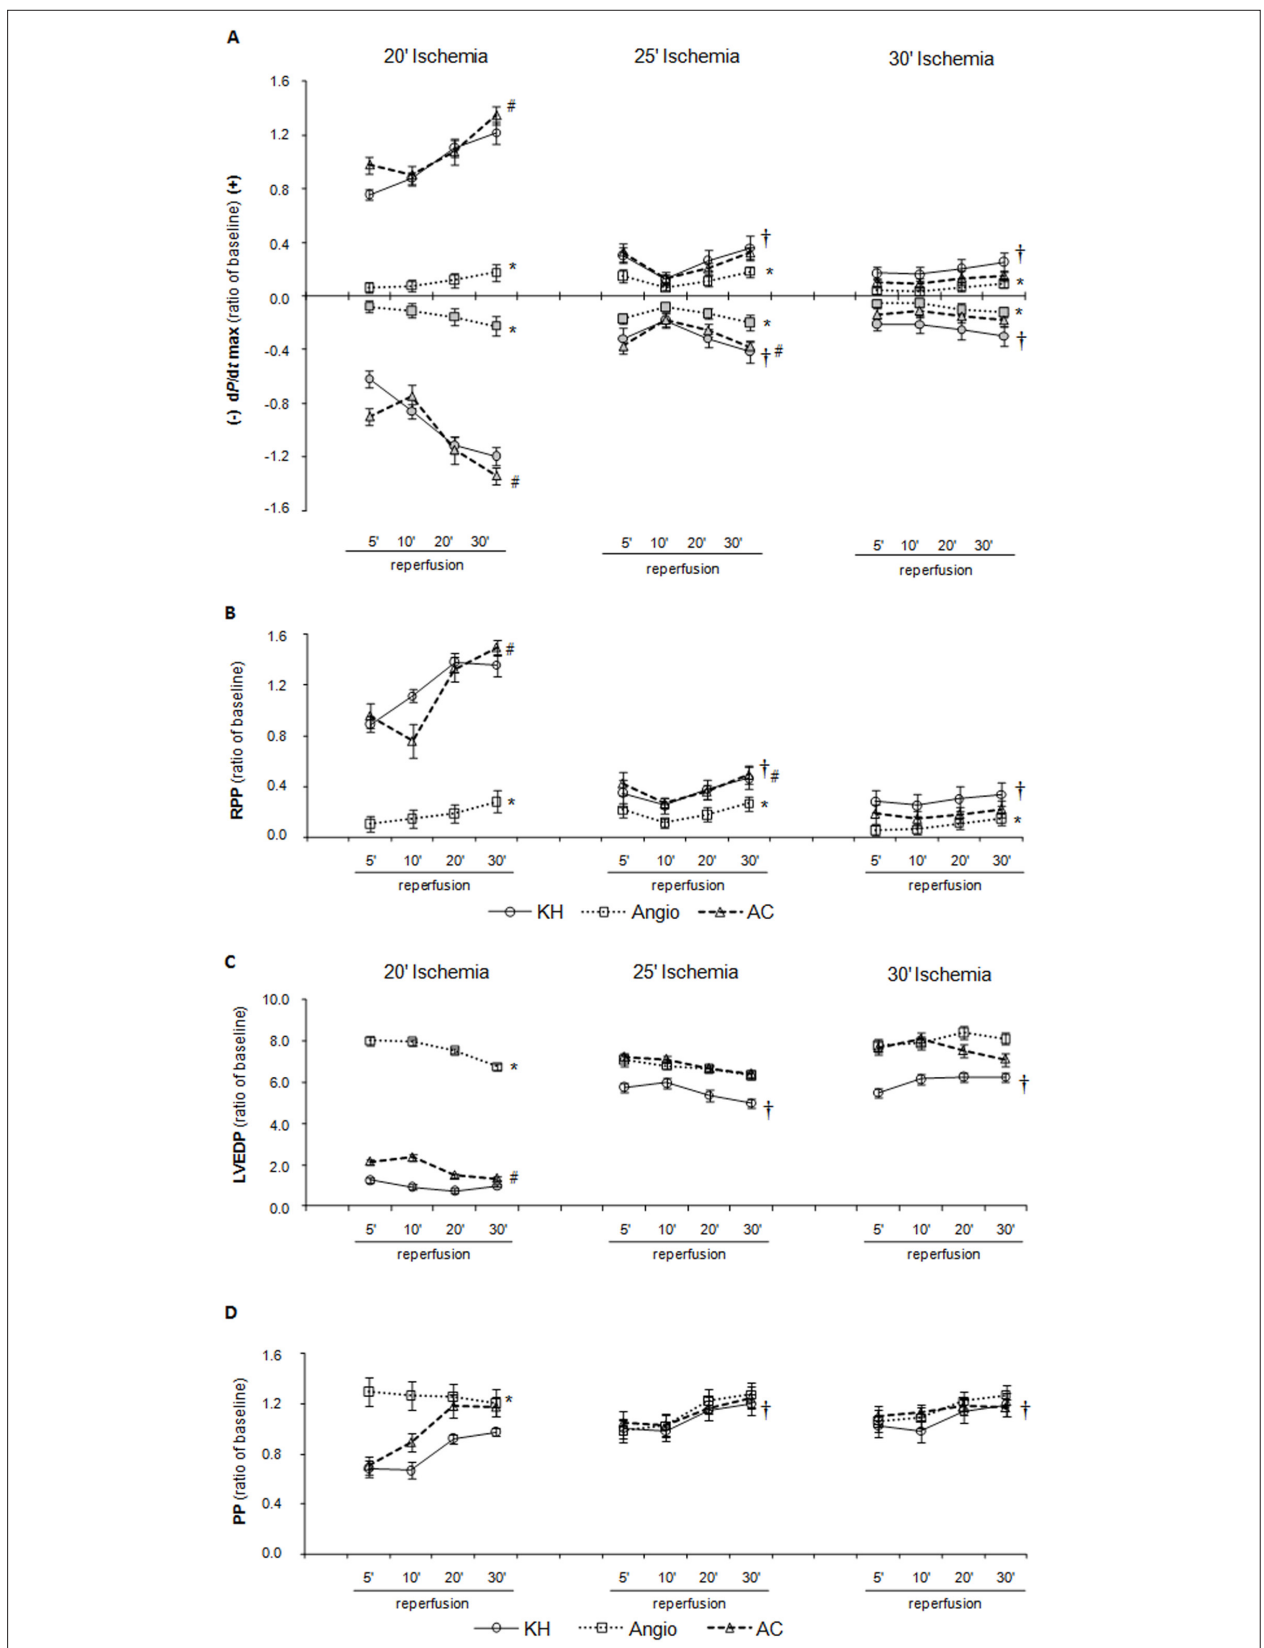 A
20' Ischemia 25' Ischemia 30' Ischemia
(-) dP/dt max (ratio of baseline) (+)
1.6
1.2
0.8
0.4
0.0
-0.4
-0.8
-1.2
-1.6
#
*
*
#
†
*
*
†#
†
*
*
†
5' 10' 20' 30' 5' 10' 20' 30' 5' 10' 20' 30'
reperfusion reperfusion reperfusion
B
RPP (ratio of baseline)
1.6
1.2
0.8
0.4
0.0
#
*
†#
*
†
*
5' 10' 20' 30' 5' 10' 20' 30' 5' 10' 20' 30'
reperfusion reperfusion reperfusion
KH Angio AC
C
20' Ischemia 25' Ischemia 30' Ischemia
LVEDP (ratio of baseline)
10.0
8.0
6.0
4.0
2.0
0.0
*
#
†
†
5' 10' 20' 30' 5' 10' 20' 30' 5' 10' 20' 30'
reperfusion reperfusion reperfusion
D
PP (ratio of baseline)
1.6
1.2
0.8
0.4
0.0
*
†
†
5' 10' 20' 30' 5' 10' 20' 30' 5' 10' 20' 30'
reperfusion reperfusion reperfusion
KH Angio AC